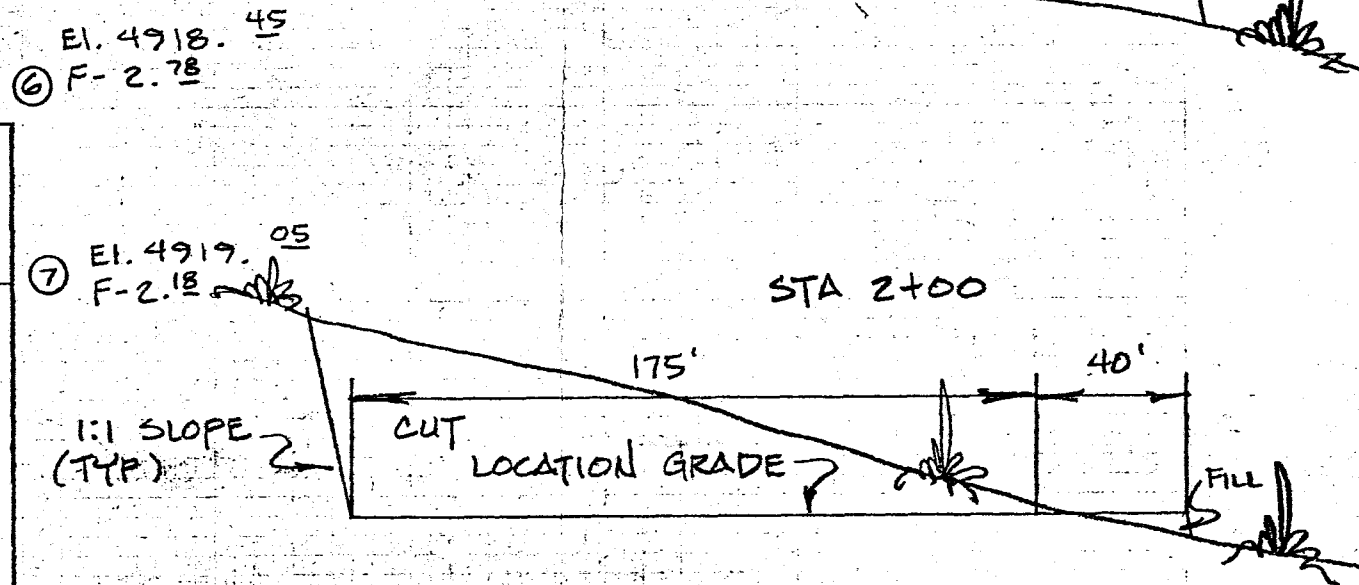 El. 4918. 45
⑥ F- 2. 78
El. 4919. 05
⑦ F-2. 18
STA 2+00
175'
40'
1:1 SLOPE
(TYP)
CUT
LOCATION GRADE
FILL